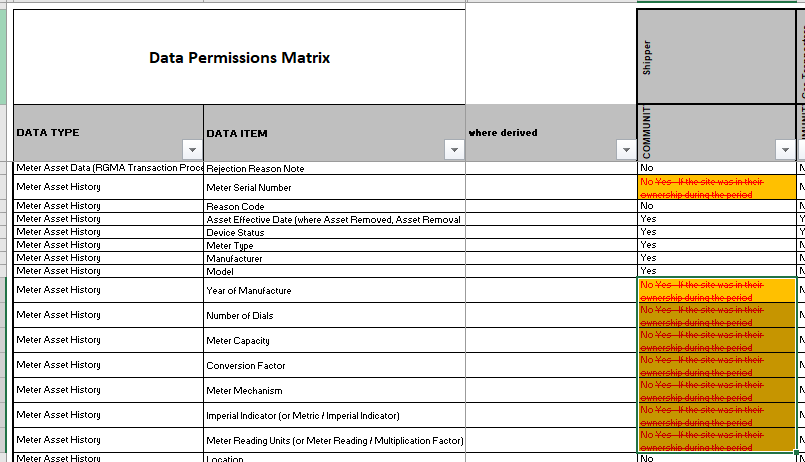 Data Permissions Matrix
Shipper
DATA TYPE
DATA ITEM
where derived
COMMUNIT
Meter Asset Data (RGMA Transaction Proce
Rejection Reason Note
No
Meter Asset History
Meter Serial Number
No Yes - If the site was in their
ownership during the period
Meter Asset History
Reason Code
No
Meter Asset History
Asset Effective Date (where Asset Removed, Asset Removal
Yes
Meter Asset History
Device Status
Yes
Meter Asset History
Meter Type
Yes
Meter Asset History
Manufacturer
Yes
Meter Asset History
Model
Yes
Meter Asset History
Year of Manufacture
No Yes - If the site was in their
ownership during the period
Meter Asset History
Number of Dials
No Yes - If the site was in their
ownership during the period
Meter Asset History
Meter Capacity
No Yes - If the site was in their
ownership during the period
Meter Asset History
Conversion Factor
No Yes - If the site was in their
ownership during the period
Meter Asset History
Meter Mechanism
No Yes - If the site was in their
ownership during the period
Meter Asset History
Imperial Indicator (or Metric / Imperial Indicator)
No Yes - If the site was in their
ownership during the period
Meter Asset History
Meter Reading Units (or Meter Reading / Multiplication Factor)
No Yes - If the site was in their
ownership during the period
Meter Asset History
Location
No